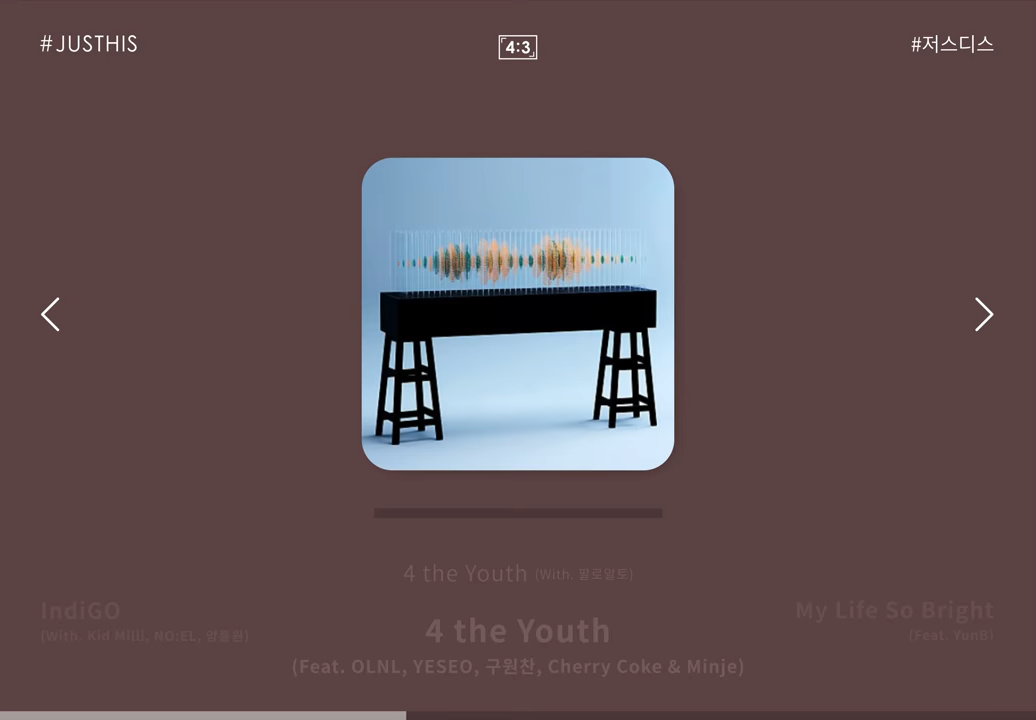 #JUSTHIS
4:3
#저스디스
4 the Youth (With. 팔로알토)
IndiGO
(With. Kid Milli, NO:EL, 영플현)
4 the Youth
(Feat. OLNL, YESEO, 구원찬, Cherry Coke & Minje)
My Life So Bright
(Feat. YunB)